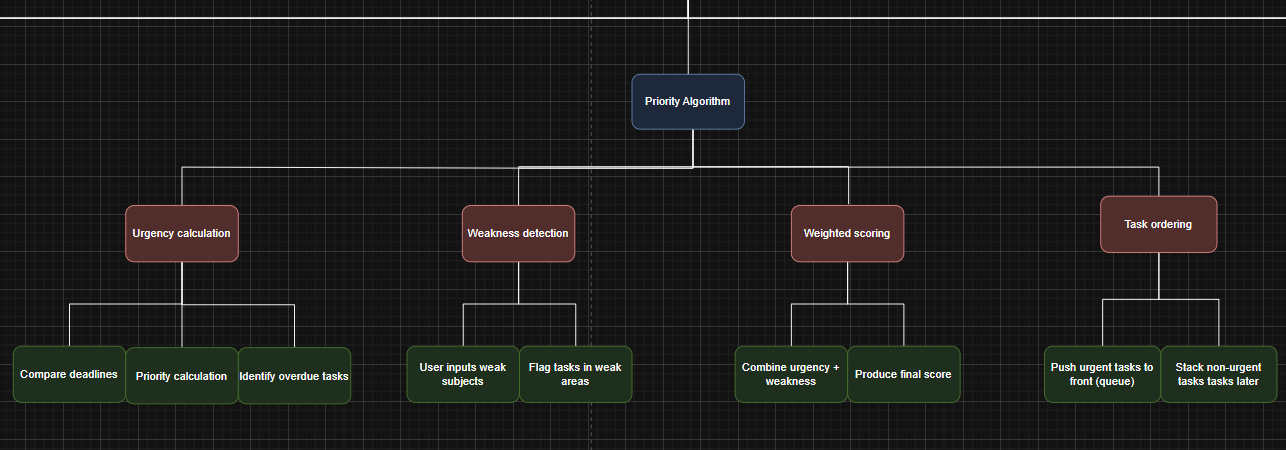 Priority Algorithm
Urgency calculation
Weakness detection
Weighted scoring
Task ordering
Compare deadlines
Priority calculation
Identify overdue tasks
User inputs weak
subjects
Flag tasks in weak
areas
Combine urgency +
weakness
Produce final score
Push urgent tasks to
front (queue)
Stack non-urgent
tasks tasks later